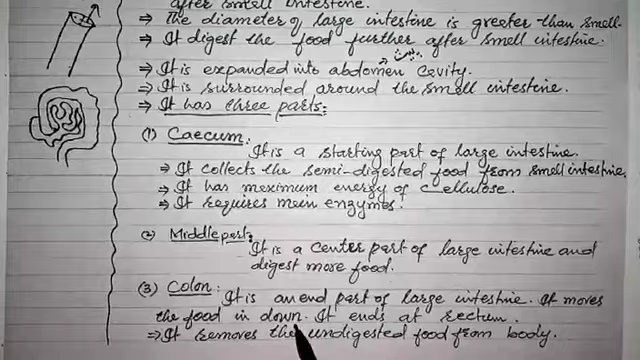 after small intestine.
⇒ The diameter of large intestine is greater than small.
⇒ It digest the food further after small intestine.
⇒ It is expanded into abdomen cavity.
⇒ It is surrounded around the small intestine.
⇒ It has three parts:
(1) Caecum.
It is a starting part of large intestine.
⇒ It collects the semi-digested food from small intestine.
⇒ It has maximum energy of cellulose.
⇒ It requires main enzymes.
(2) Middle part:
It is a center part of large intestine and
digest more food.
(3) Colon:
It is an end part of large intestine. It moves
the food in down. It ends at rectum.
⇒ It removes the undigested food from body.